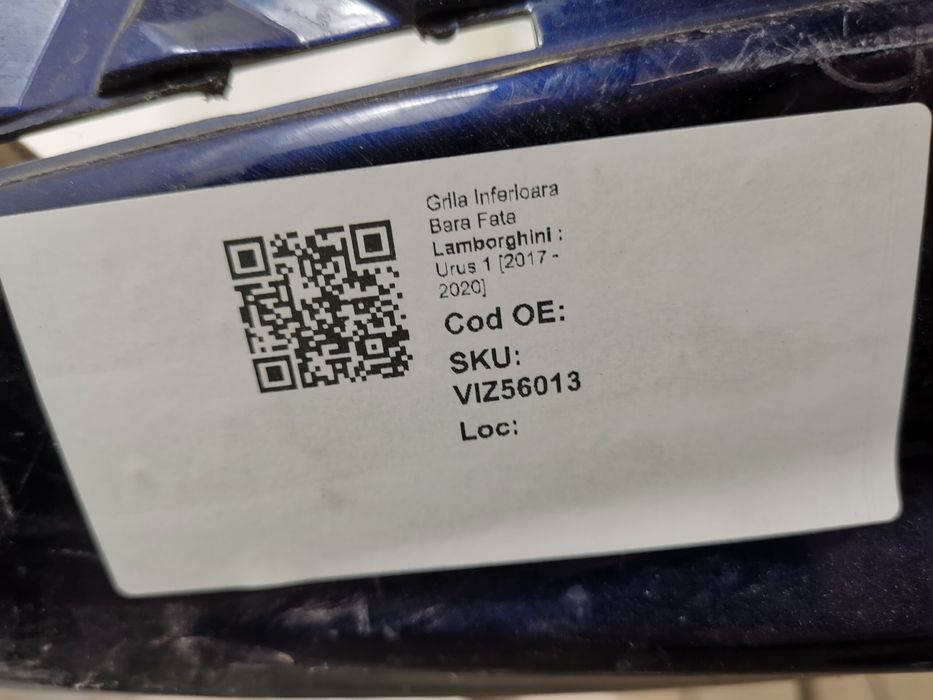 Grila Inferioara
Bara Fata
Lamborghini :
Urus 1 [2017 -
2020]
Cod OE:
SKU:
VIZ56013
Loc: